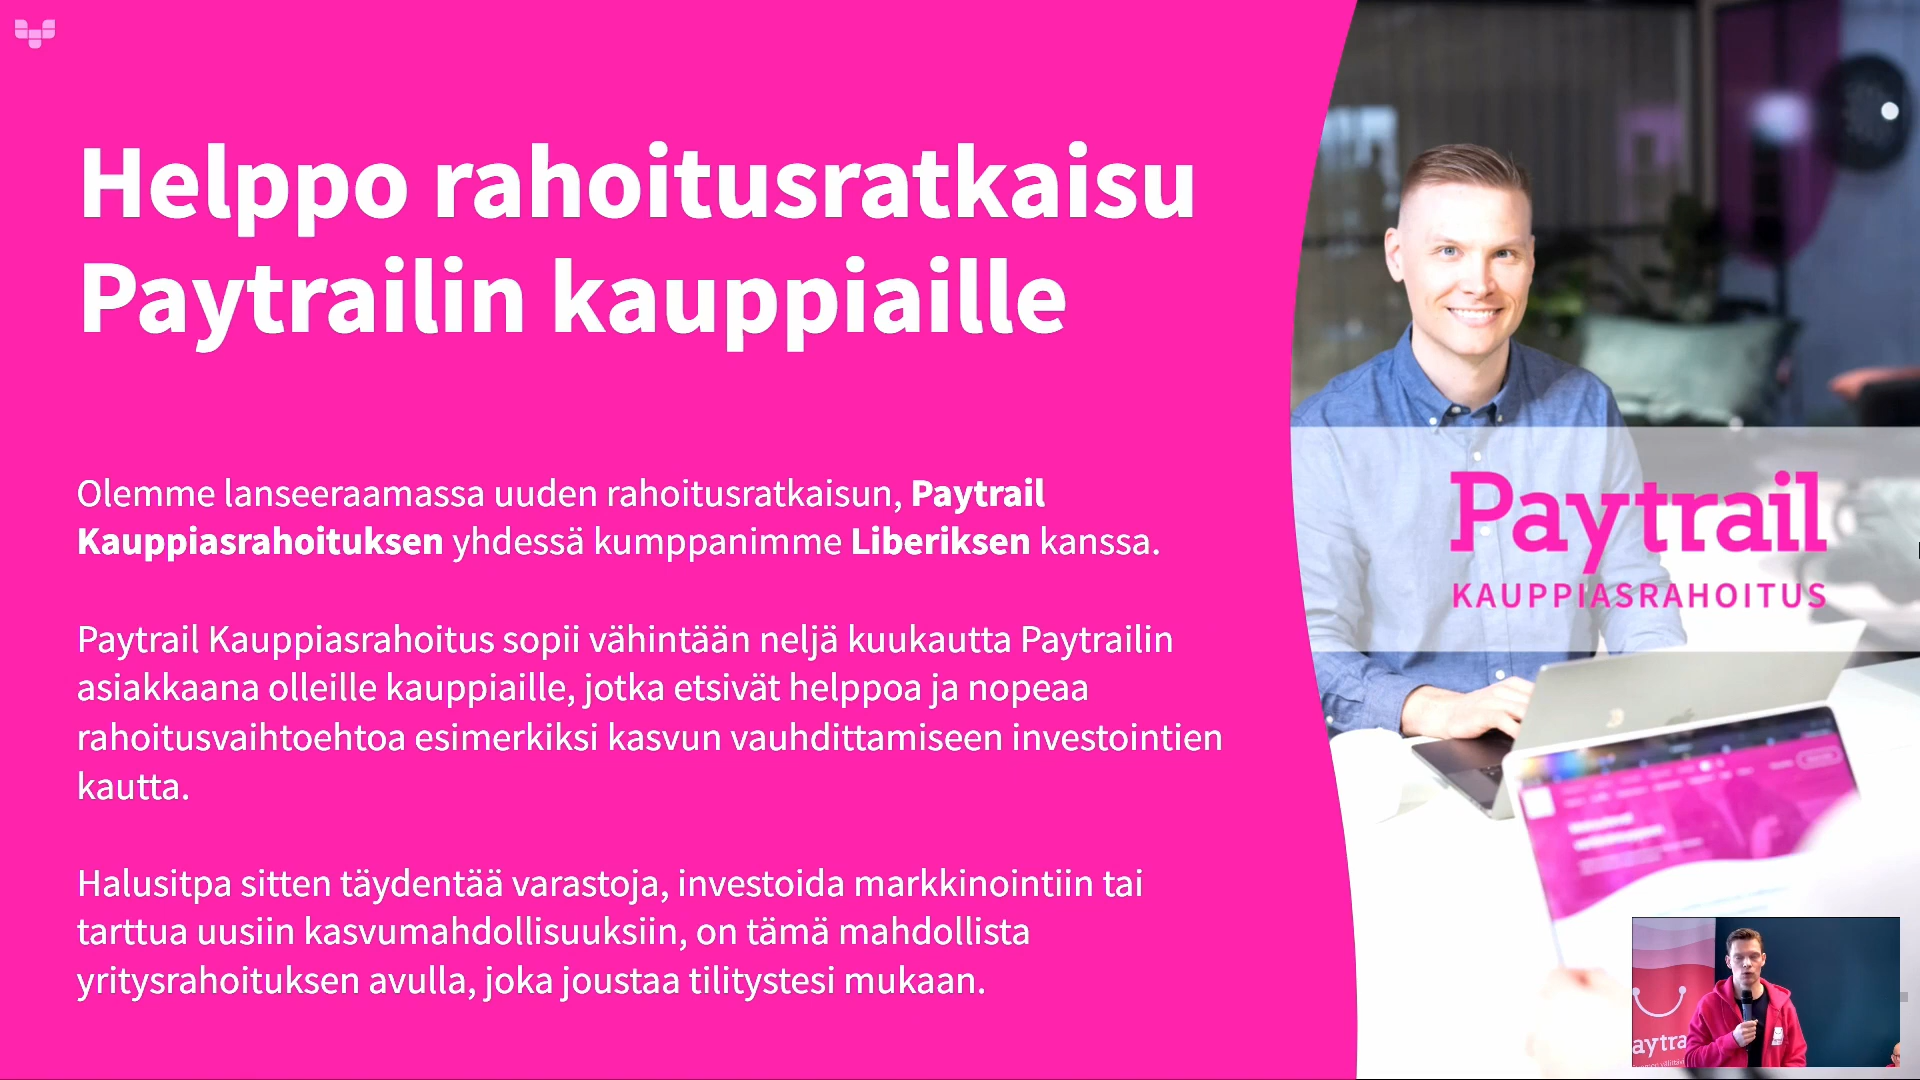 Helppo rahoitusratkaisu
Paytrailin kauppiaille
Olemme lanseeraamassa uuden rahoitusratkaisun, Paytrail
Kauppiasrahoituksen yhdessä kumppanimme Liberiksen kanssa.
Paytrail Kauppiasrahoitus sopii vähintään neljä kuukautta Paytrailin
asiakkaana olleille kauppiaille, jotka etsivät helppoa ja nopeaa
rahoitusvaihtoehtoa esimerkiksi kasvun vauhdittamiseen investointien
kautta.
Halusitpa sitten täydentää varastoja, investoida markkinointiin tai
tarttua uusiin kasvumahdollisuuksiin, on tämä mahdollista
yritysrahoituksen avulla, joka joustaa tilitystesi mukaan.
Paytrail
KAUPPIASRAHOITUS
aytra